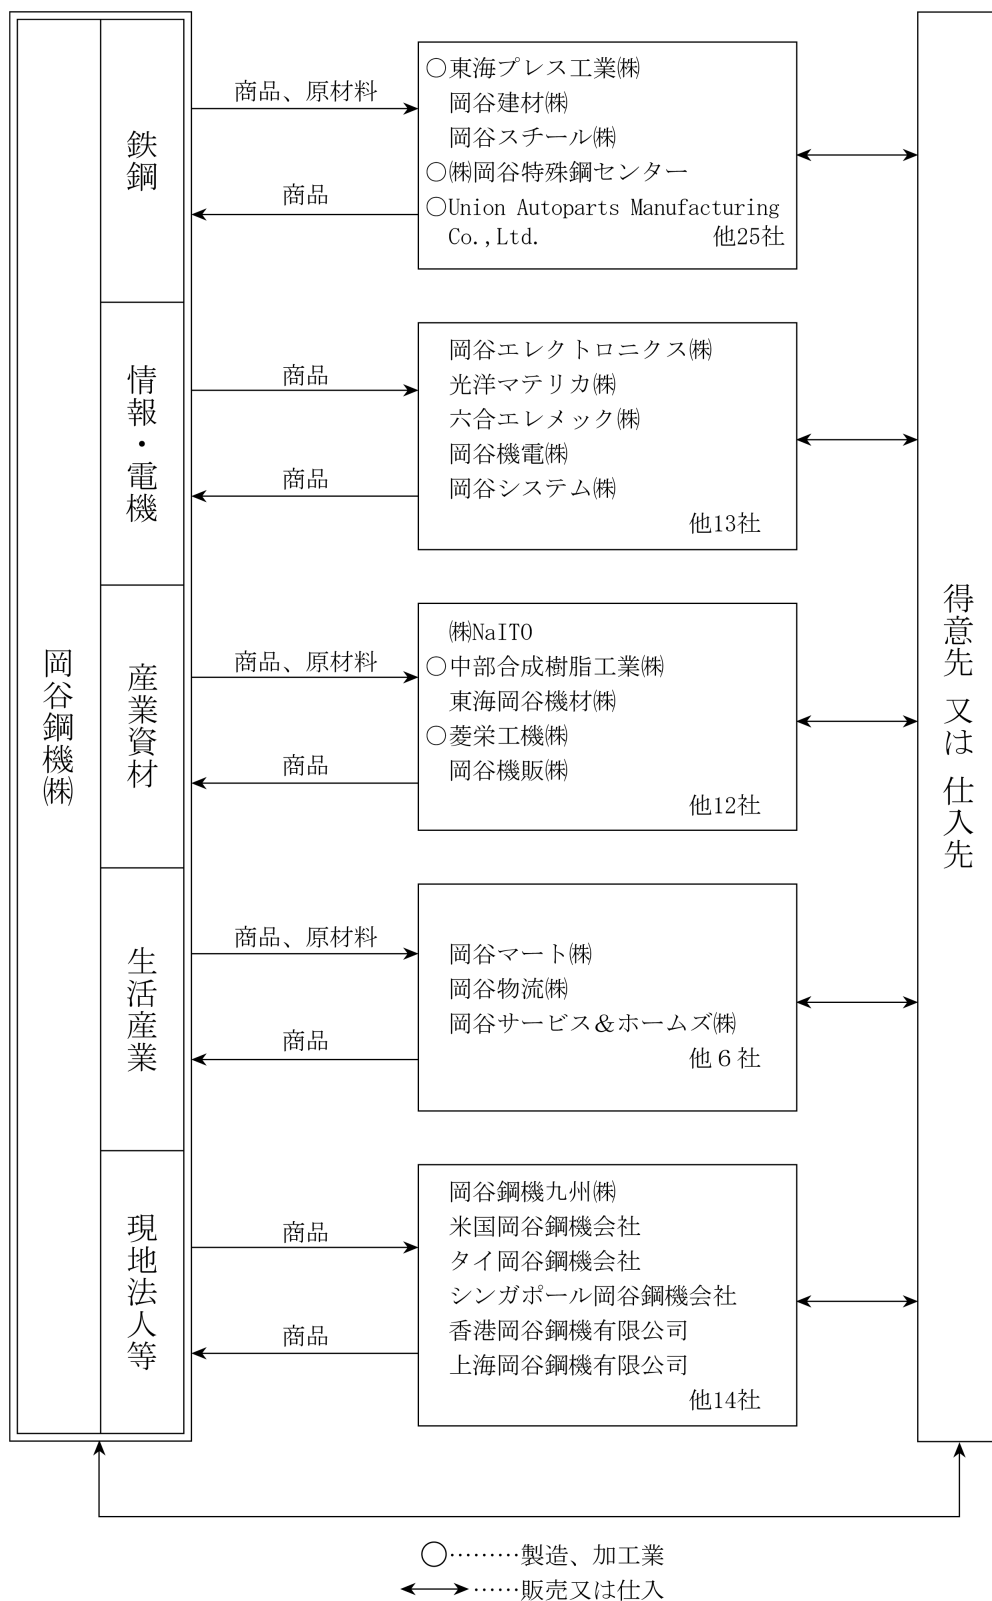 岡谷鋼機㈱
鉄鋼
商品、原材料
商品
○東海プレス工業㈱
岡谷建材㈱
岡谷スチール㈱
○㈱岡谷特殊鋼センター
○Union Autoparts Manufacturing
Co.,Ltd. 他25社
情報・電機
商品
商品
岡谷エレクトロニクス㈱
光洋マテリカ㈱
六合エレメック㈱
岡谷機電㈱
岡谷システム㈱
他13社
産業資材
商品、原材料
商品
㈱NaITO
○中部合成樹脂工業㈱
東海岡谷機材㈱
○菱栄工機㈱
岡谷機販㈱
他12社
生活産業
商品、原材料
商品
岡谷マート㈱
岡谷物流㈱
岡谷サービス＆ホームズ㈱
他６社
現地法人等
商品
商品
岡谷鋼機九州㈱
米国岡谷鋼機会社
タイ岡谷鋼機会社
シンガポール岡谷鋼機会社
香港岡谷鋼機有限公司
上海岡谷鋼機有限公司
他14社
得意先 又は 仕入先
○………製造、加工業
……販売又は仕入